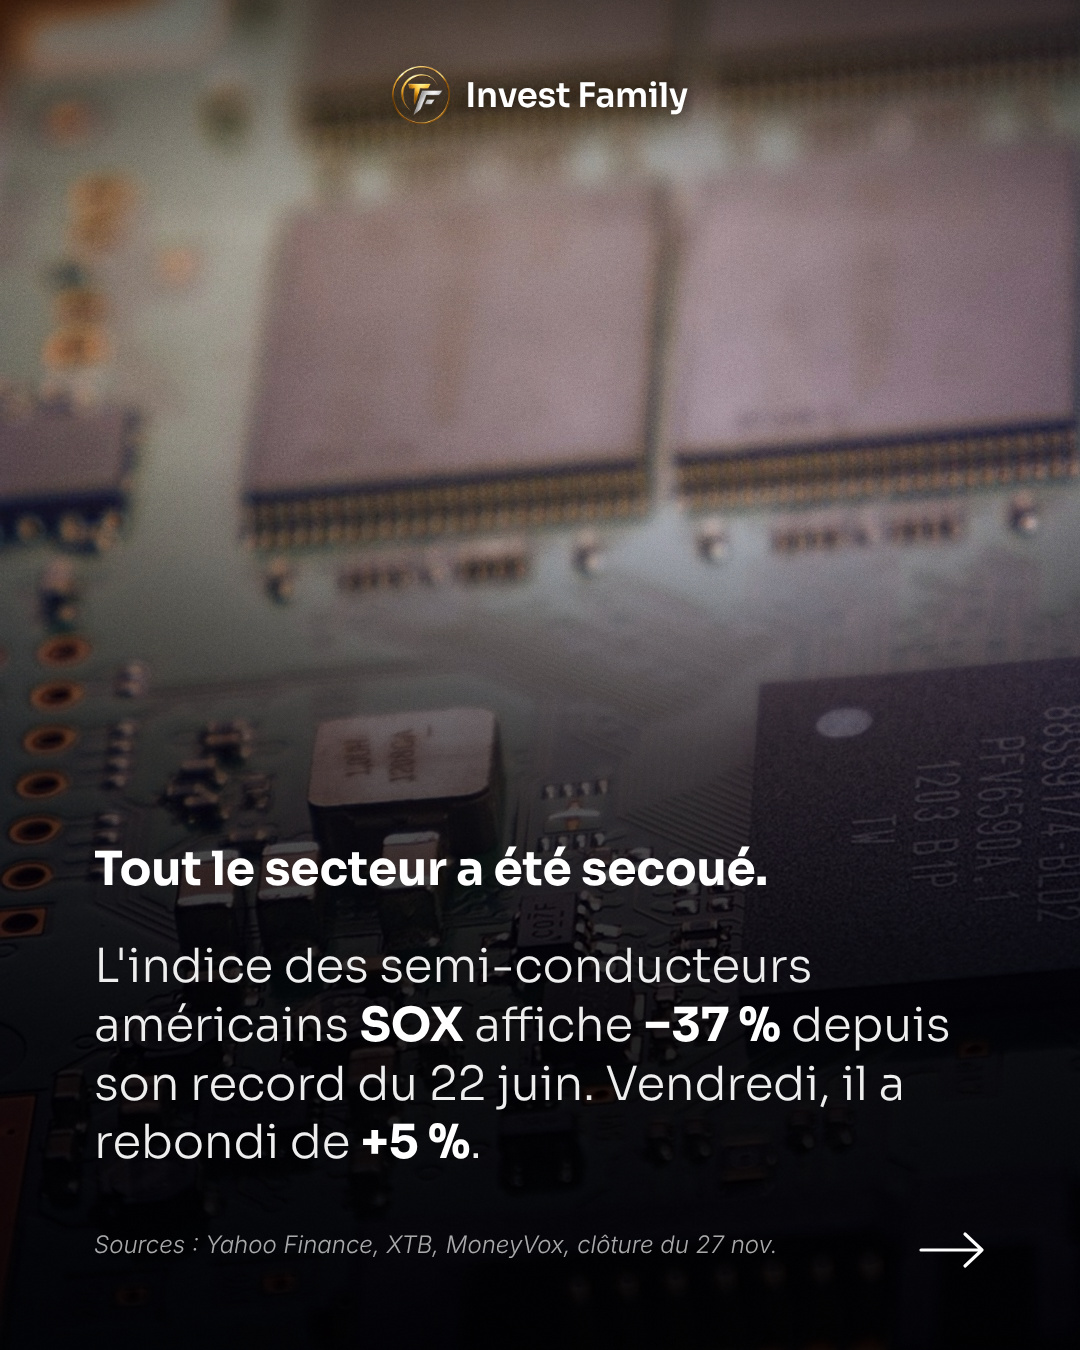 Invest Family
Tout le secteur a été secoué.
L'indice des semi-conducteurs
américains SOX affiche –37 % depuis
son record du 22 juin. Vendredi, il a
rebondi de +5 %.
Sources : Yahoo Finance, XTB, MoneyVox, clôture du 27 nov.